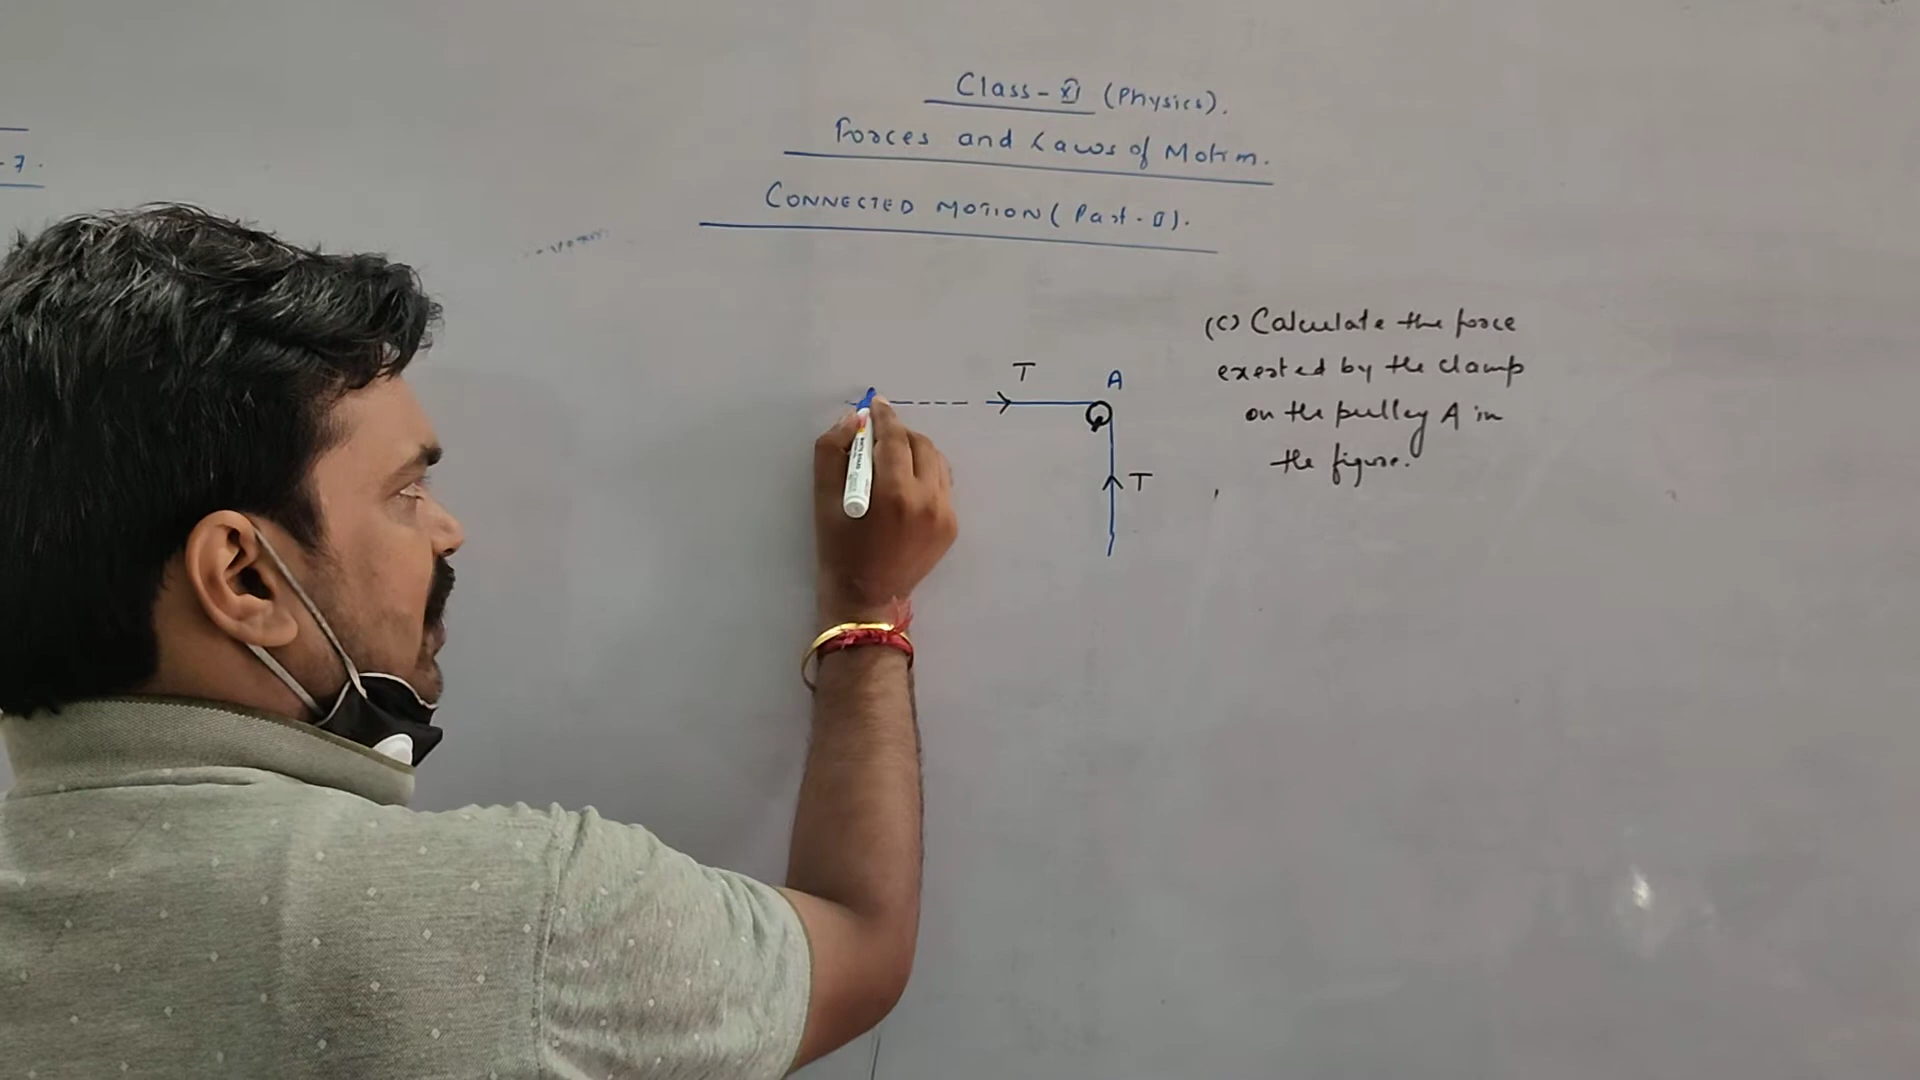 Class-XI (Physics).
Forces and Laws of Motion.
CONNECTED MOTION (Part-II).
-7.
(C) Calculate the force
exerted by the clamp
on the pulley A in
the figure.
T
A
T